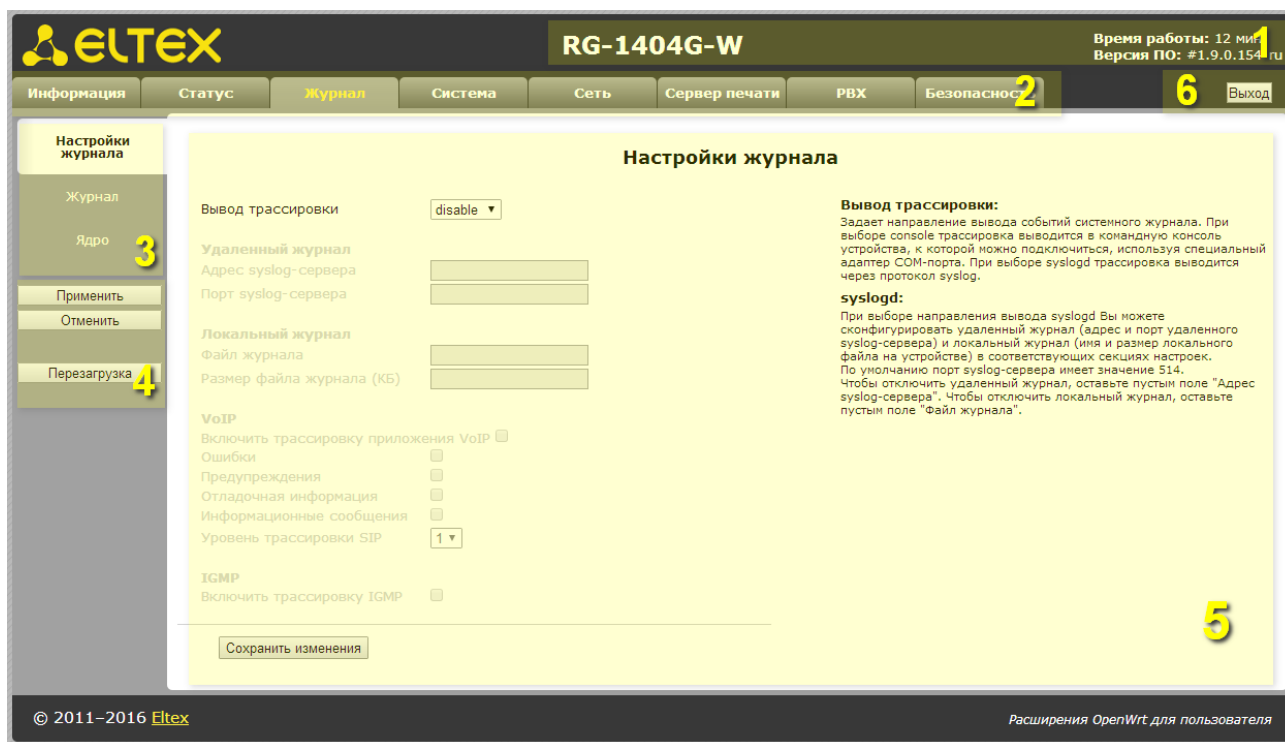 ELTEX
RG-1404G-W
Время работы: 12 мин
1
Версия ПО: #1.9.0.154 ru
Информация
Статус
Журнал
Система
Сеть
Сервер печати
PBX
Безопасность
2
6
Выход
Настройки
журнала
Журнал
Ядро
3
Применить
Отменить
Перезагрузка
4
Настройки журнала
Вывод трассировки
disable
Удаленный журнал
Адрес syslog-сервера
Порт syslog-сервера
Локальный журнал
Файл журнала
Размер файла журнала (КБ)
VoIP
Включить трассировку приложения VoIP
Ошибки
Предупреждения
Отладочная информация
Информационные сообщения
Уровень трассировки SIP
1
IGMP
Включить трассировку IGMP
Сохранить изменения
Вывод трассировки:
Задает направление вывода событий системного журнала. При
выборе console трассировка выводится в командную консоль
устройства, к которой можно подключиться, используя специальный
адаптер COM-порта. При выборе syslogd трассировка выводится
через протокол syslog.
syslogd:
При выборе направления вывода syslogd Вы можете
сконфигурировать удаленный журнал (адрес и порт удаленного
syslog-сервера) и локальный журнал (имя и размер локального
файла на устройстве) в соответствующих секциях настроек.
По умолчанию порт syslog-сервера имеет значение 514.
Чтобы отключить удаленный журнал, оставьте пустым поле "Адрес
syslog-сервера". Чтобы отключить локальный журнал, оставьте
пустым поле "Файл журнала".
5
© 2011–2016 Eltex
Расширения OpenWrt для пользователя